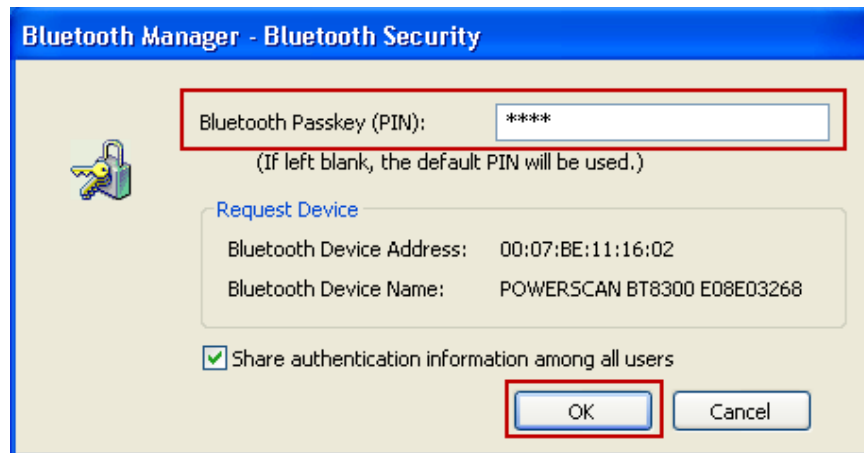 Bluetooth Manager - Bluetooth Security
Bluetooth Passkey (PIN): ****
(If left blank, the default PIN will be used.)
Request Device
Bluetooth Device Address: 00:07:BE:11:16:02
Bluetooth Device Name: POWERSCAN BT8300 E08E03268
Share authentication information among all users
OK Cancel